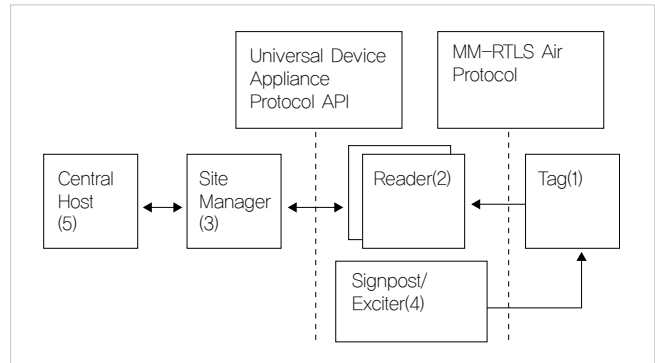 Universal Device
Appliance
Protocol API
MM-RTLS Air
Protocol
Central
Host
(5)
Site
Manager
(3)
Reader(2)
Tag(1)
Signpost/
Exciter(4)